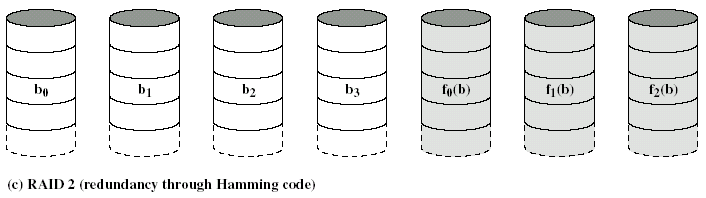 b0 b1 b2 b3 f0(b) f1(b) f2(b)
(c) RAID 2 (redundancy through Hamming code)